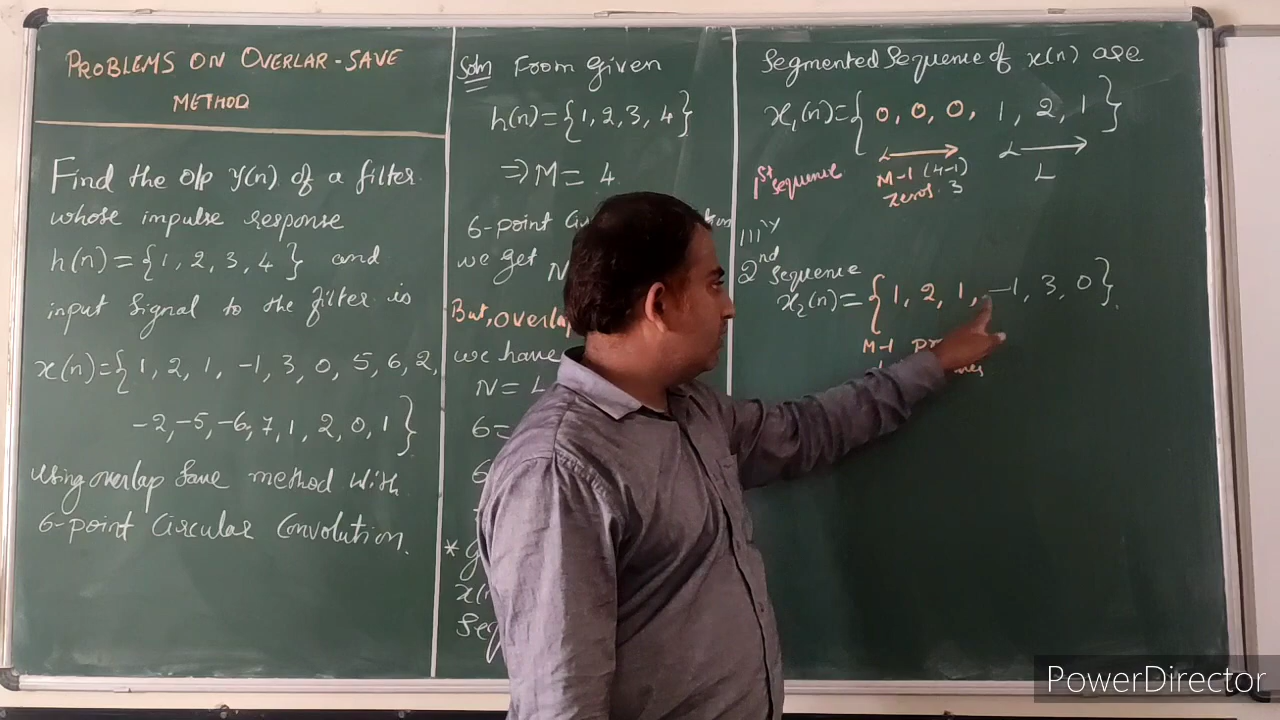 PROBLEMS ON OVERLAP-SAVE
METHOD
Find the o/p y(n) of a filter
whose impulse response
h(n)={1,2,3,4} and
input signal to the filter is
x(n)={1, 2, 1, -1, 3, 0, 5, 6, 2,
-2,-5,-6,7,1,2,0,1}
using overlap save method with
6-point Circular Convolution.
Soln From given
h(n)={1,2,3,4}
⇒M=4
6-point
we get N
But, overlap
we have
N=L
6=
6
*
Segmented Sequence of x(n) are
x₁(n)={0,0,0,1,2,1}
M-1 (4-1)
L
zeros 3
1st sequence
IIIly
2nd sequence
x₂(n)={1,2,1,-1,3,0}
M-1